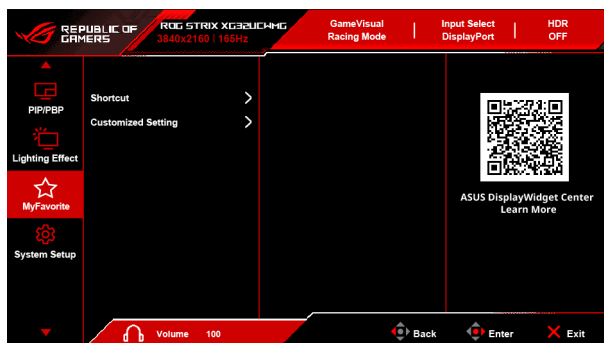 REPUBLIC OF
GAMERS
ROG STRIX XG32UCWMG
3840x2160 | 165Hz
GameVisual
Racing Mode
Input Select
DisplayPort
HDR
OFF
PIP/PBP
Lighting Effect
MyFavorite
System Setup
Shortcut
Customized Setting
ASUS DisplayWidget Center
Learn More
Volume 100
Back
Enter
Exit